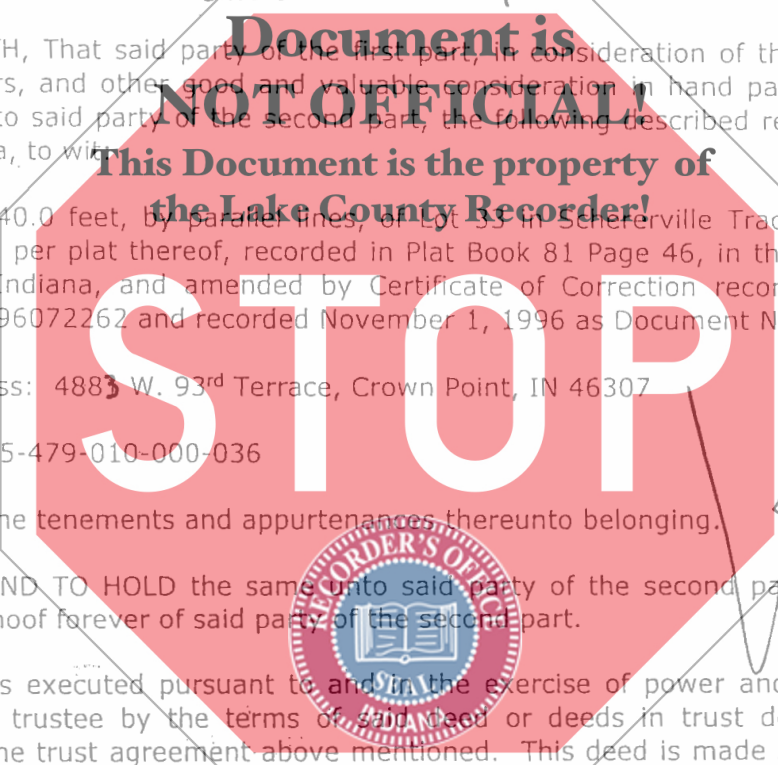 Document is
TH, That said party of the first part, in consideration of th
rs, and other good and valuable consideration in hand pa
NOT OFFICIAL!
to said party of the second part, the following described re
a, to wit:
This Document is the property of
the Lake County Recorder!
40.0 feet, by parallel lines, of Lot 33 in Schererville Trad
per plat thereof, recorded in Plat Book 81 Page 46, in th
Indiana, and amended by Certificate of Correction recor
96072262 and recorded November 1, 1996 as Document N
STOP
ss: 4883 W. 93rd Terrace, Crown Point, IN 46307
5-479-010-000-036
he tenements and appurtenances thereunto belonging.
ND TO HOLD the same unto said party of the second pa
hoof forever of said party of the second part.
RECORDER'S OFFICE
SEAL
INDIANA
s executed pursuant to and in the exercise of power and
trustee by the terms of said deed or deeds in trust d
he trust agreement above mentioned. This deed is made